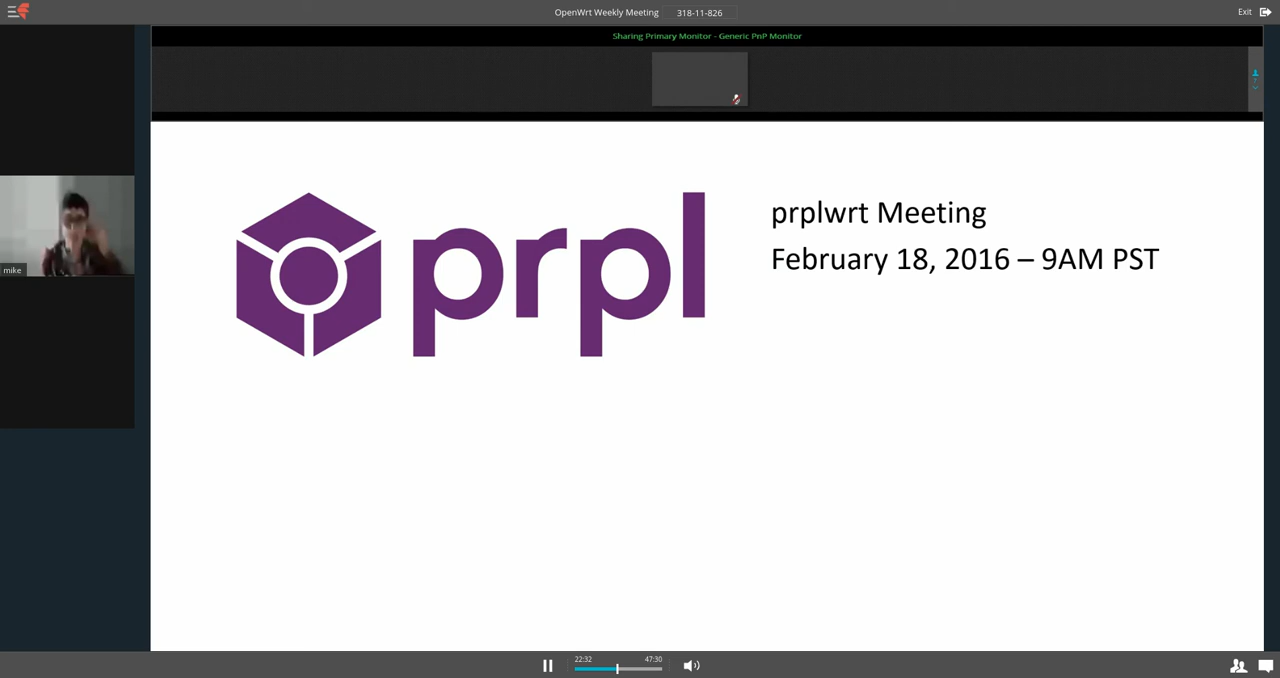 OpenWrt Weekly Meeting 318-11-826
Exit
Sharing Primary Monitor - Generic PnP Monitor
prpl
prplwrt Meeting
February 18, 2016 – 9AM PST
mike
22:32 47:30